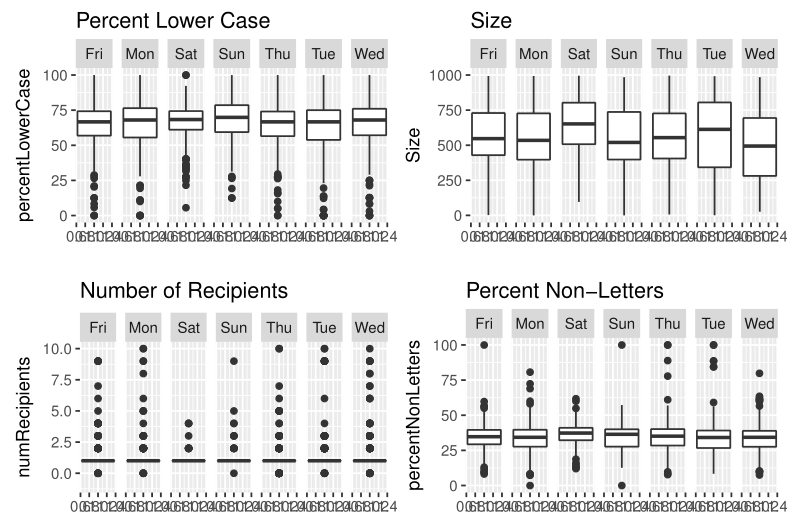 Percent Lower Case
Fri Mon Sat Sun Thu Tue Wed
percentLowerCase
100
75
50
25
0
Size
Fri Mon Sat Sun Thu Tue Wed
Size
1000
750
500
250
0
Number of Recipients
Fri Mon Sat Sun Thu Tue Wed
numRecipients
10.0
7.5
5.0
2.5
0.0
Percent Non−Letters
Fri Mon Sat Sun Thu Tue Wed
percentNonLetters
100
75
50
25
0